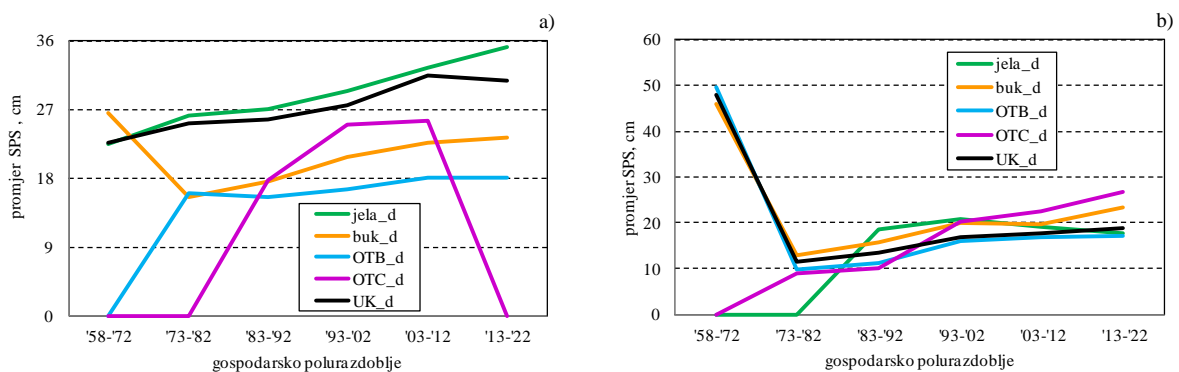 a)
promjer SPS , cm
36
27
18
9
0
jela_d
buk_d
OTB_d
OTC_d
UK_d
'58-72 '73-82 '83-92 '93-02 '03-12 '13-22
gospodarsko polurazdoblje
b)
promjer SPS, cm
60
50
40
30
20
10
0
jela_d
buk_d
OTB_d
OTC_d
UK_d
'58-72 '73-82 '83-92 '93-02 '03-12 '13-22
gospodarsko polurazdoblje